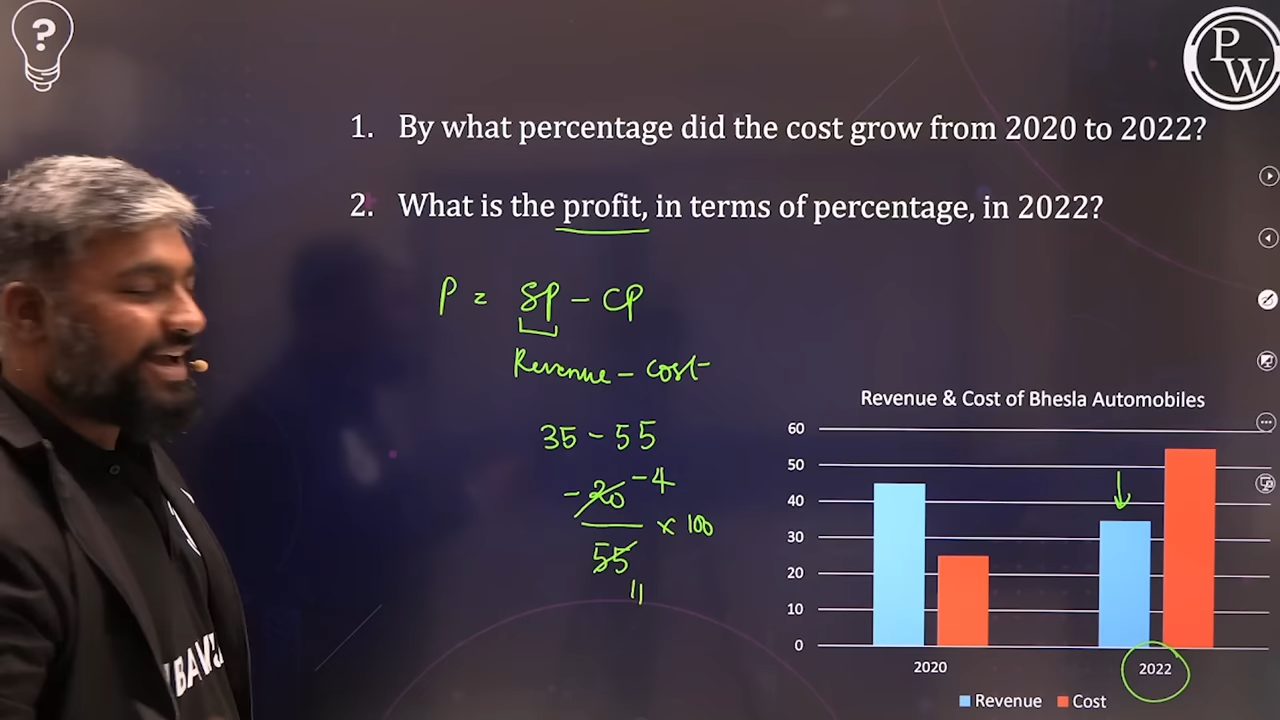 ?
PW
1. By what percentage did the cost grow from 2020 to 2022?
2. What is the profit, in terms of percentage, in 2022?
P = SP - CP
Revenue - cost
35 - 55
-20 -4
55 × 100
11
Revenue & Cost of Bhesla Automobiles
60
50
40
30
20
10
0
2020 2022
Revenue Cost